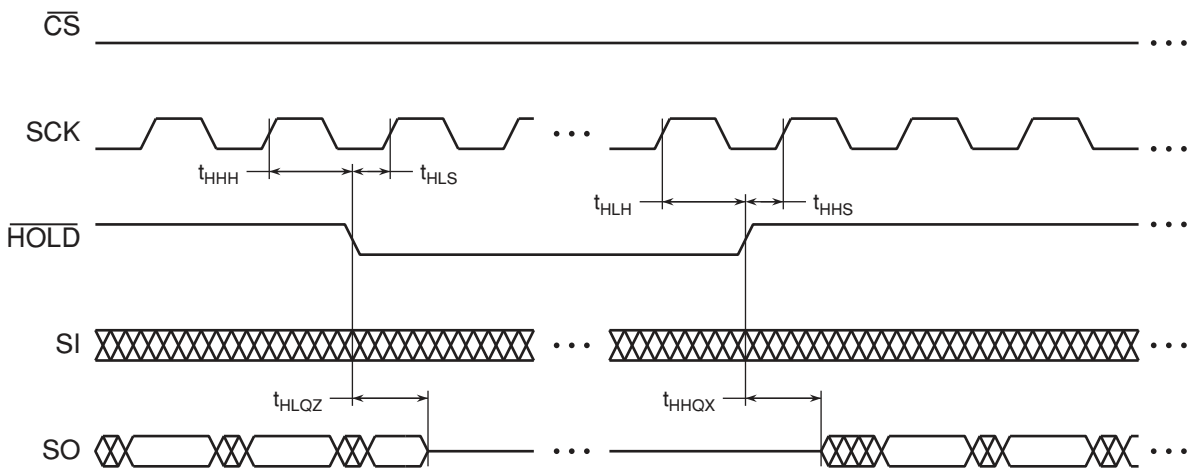 CS
SCK
tHHH
tHLS
tHLH
tHHS
HOLD
SI
tHLQZ
tHHQX
SO